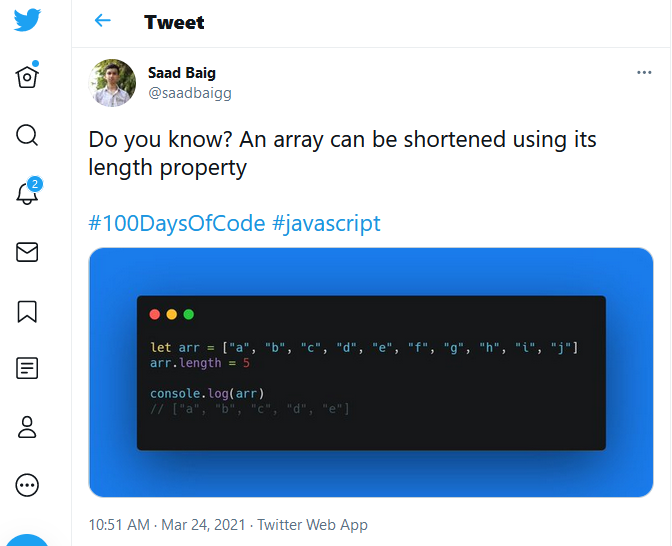 Tweet
Saad Baig
@saadbaigg
Do you know? An array can be shortened using its
length property
#100DaysOfCode #javascript
let arr = ["a", "b", "c", "d", "e", "f", "g", "h", "i", "j"]
arr.length = 5
console.log(arr)
// ["a", "b", "c", "d", "e"]
10:51 AM · Mar 24, 2021 · Twitter Web App
2